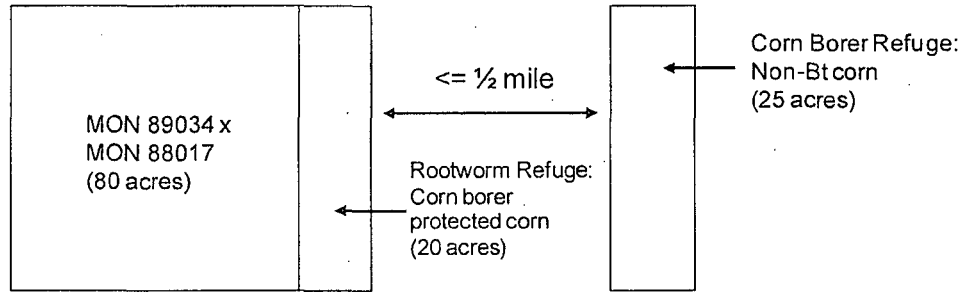 MON 89034 x
MON 88017
(80 acres)
<= ½ mile
Rootworm Refuge:
Corn borer
protected corn
(20 acres)
Corn Borer Refuge:
Non-Bt corn
(25 acres)